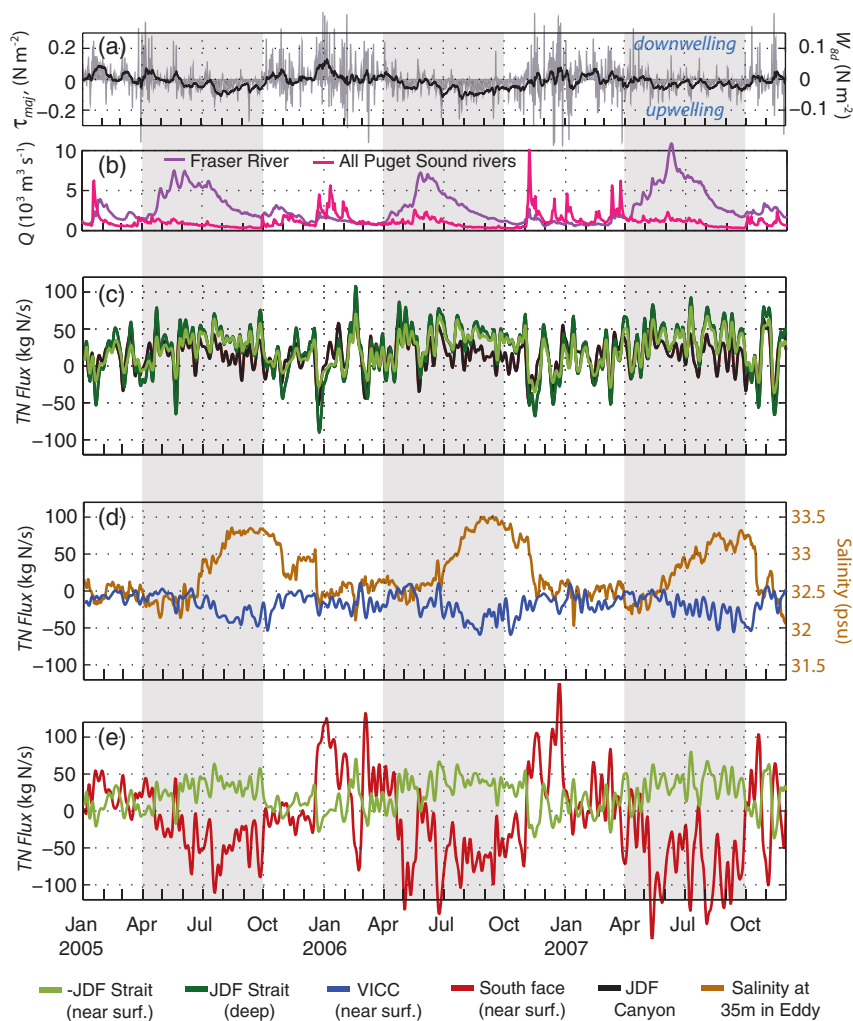 (a)
downwelling
upwelling
τmaj, (N m-2)
0.2
0
−0.2
W8d (N m-2)
0.1
0
−0.1
(b)
Fraser River
All Puget Sound rivers
Q (10³ m³ s-1)
10
5
0
(c)
TN Flux (kg N/s)
100
50
0
−50
−100
(d)
TN Flux (kg N/s)
100
50
0
−50
−100
33.5
33
32.5
32
31.5
Salinity (psu)
(e)
TN Flux (kg N/s)
100
50
0
−50
−100
Jan Apr Jul Oct Jan Apr Jul Oct Jan Apr Jul Oct
2005 2006 2007
-JDF Strait (near surf.)
JDF Strait (deep)
VICC (near surf.)
South face (near surf.)
JDF Canyon
Salinity at 35m in Eddy